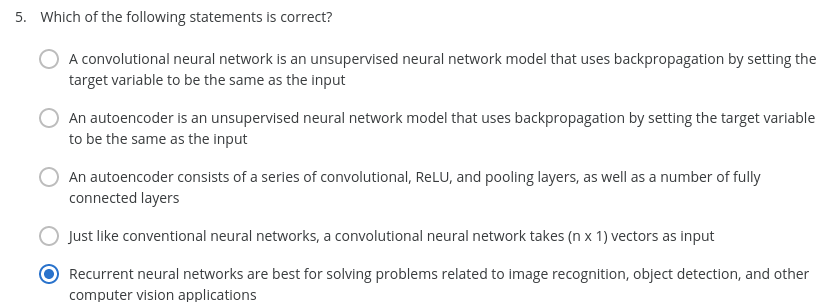 5. Which of the following statements is correct?
A convolutional neural network is an unsupervised neural network model that uses backpropagation by setting the
target variable to be the same as the input
An autoencoder is an unsupervised neural network model that uses backpropagation by setting the target variable
to be the same as the input
An autoencoder consists of a series of convolutional, ReLU, and pooling layers, as well as a number of fully
connected layers
Just like conventional neural networks, a convolutional neural network takes (n x 1) vectors as input
Recurrent neural networks are best for solving problems related to image recognition, object detection, and other
computer vision applications